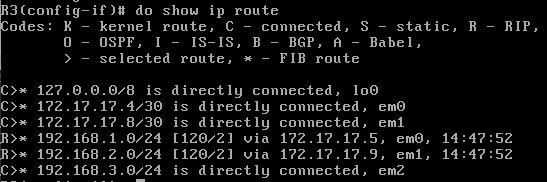 R3(config-if)# do show ip route
Codes: K - kernel route, C - connected, S - static, R - RIP,
O - OSPF, I - IS-IS, B - BGP, A - Babel,
> - selected route, * - FIB route
C>* 127.0.0.0/8 is directly connected, lo0
C>* 172.17.17.4/30 is directly connected, em0
C>* 172.17.17.8/30 is directly connected, em1
R>* 192.168.1.0/24 [120/2] via 172.17.17.5, em0, 14:47:52
R>* 192.168.2.0/24 [120/2] via 172.17.17.9, em1, 14:47:52
C>* 192.168.3.0/24 is directly connected, em2